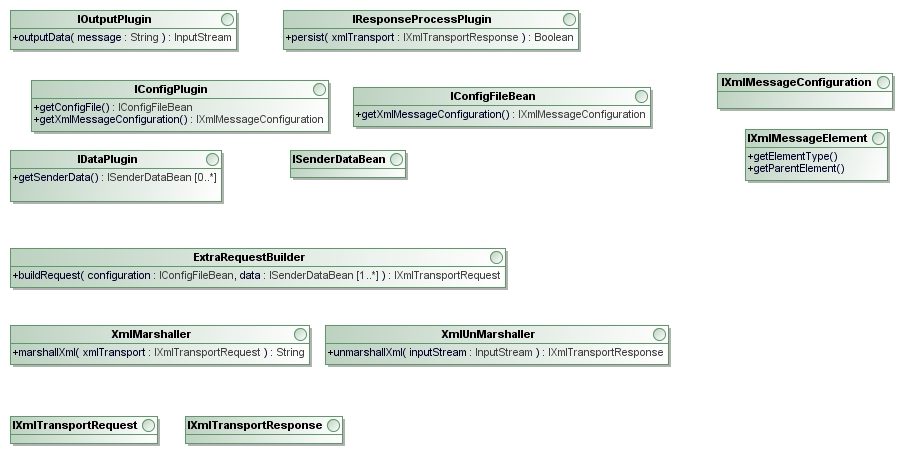 IOutputPlugin
+outputData( message : String ) : InputStream
IResponseProcessPlugin
+persist( xmlTransport : IXmlTransportResponse ) : Boolean
IConfigPlugin
+getConfigFile() : IConfigFileBean
+getXmlMessageConfiguration() : IXmlMessageConfiguration
IConfigFileBean
+getXmlMessageConfiguration() : IXmlMessageConfiguration
IXmlMessageConfiguration
IXmlMessageElement
+getElementType()
+getParentElement()
IDataPlugin
+getSenderData() : ISenderDataBean [0..*]
ISenderDataBean
ExtraRequestBuilder
+buildRequest( configuration : IConfigFileBean, data : ISenderDataBean [1..*] ) : IXmlTransportRequest
XmlMarshaller
+marshallXml( xmlTransport : IXmlTransportRequest ) : String
XmlUnMarshaller
+unmarshallXml( inputStream : InputStream ) : IXmlTransportResponse
IXmlTransportRequest
IXmlTransportResponse